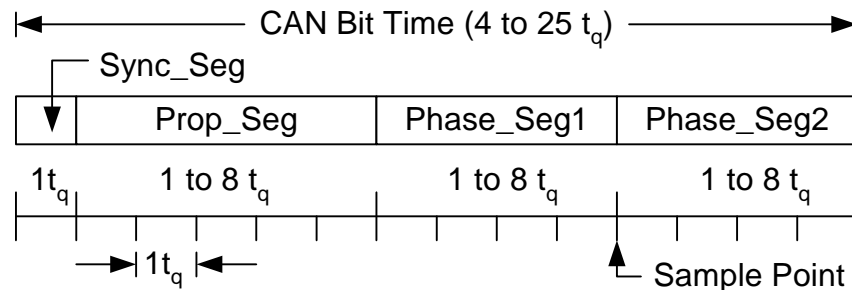 CAN Bit Time (4 to 25 tq)
Sync_Seg
Prop_Seg Phase_Seg1 Phase_Seg2
1tq 1 to 8 tq 1 to 8 tq 1 to 8 tq
1tq
Sample Point